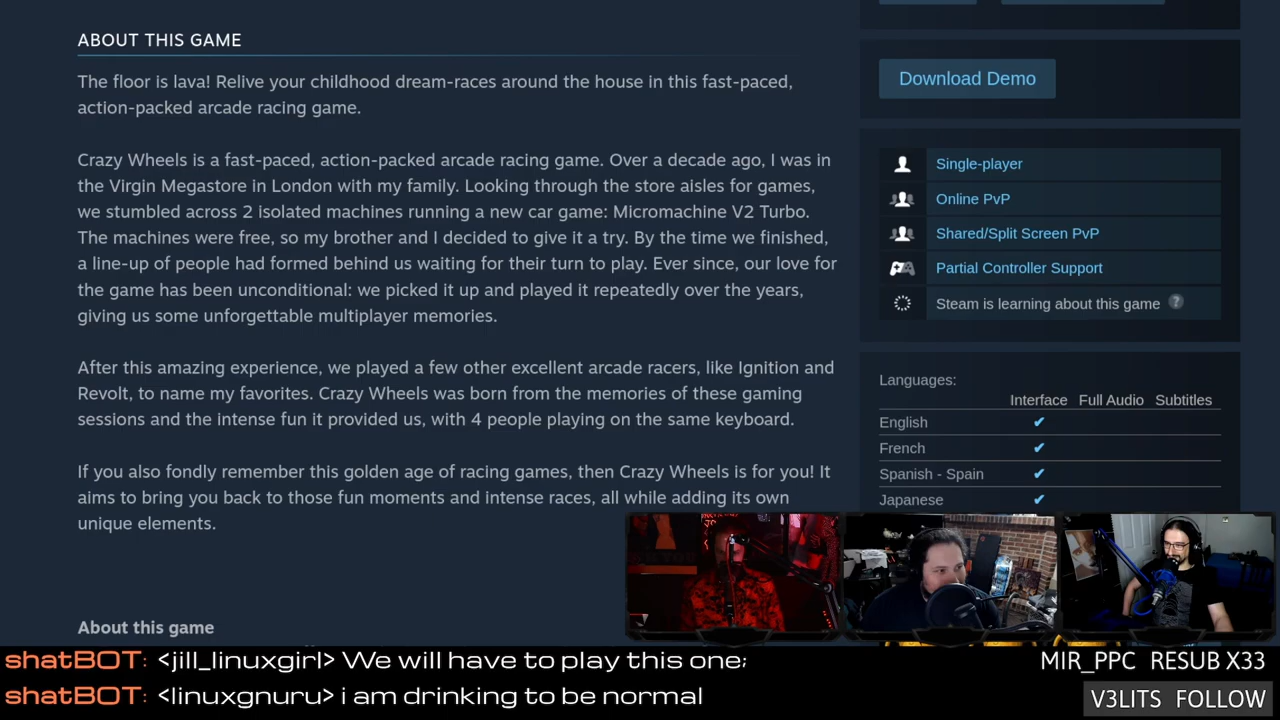 ABOUT THIS GAME
The floor is lava! Relive your childhood dream-races around the house in this fast-paced,
action-packed arcade racing game.
Crazy Wheels is a fast-paced, action-packed arcade racing game. Over a decade ago, I was in
the Virgin Megastore in London with my family. Looking through the store aisles for games,
we stumbled across 2 isolated machines running a new car game: Micromachine V2 Turbo.
The machines were free, so my brother and I decided to give it a try. By the time we finished,
a line-up of people had formed behind us waiting for their turn to play. Ever since, our love for
the game has been unconditional: we picked it up and played it repeatedly over the years,
giving us some unforgettable multiplayer memories.
After this amazing experience, we played a few other excellent arcade racers, like Ignition and
Revolt, to name my favorites. Crazy Wheels was born from the memories of these gaming
sessions and the intense fun it provided us, with 4 people playing on the same keyboard.
If you also fondly remember this golden age of racing games, then Crazy Wheels is for you! It
aims to bring you back to those fun moments and intense races, all while adding its own
unique elements.
About this game
Download Demo
Single-player
Online PvP
Shared/Split Screen PvP
Partial Controller Support
Steam is learning about this game ?
Languages:
Interface Full Audio Subtitles
English ✔
French ✔
Spanish - Spain ✔
Japanese ✔
shatBOT: <jill_linuxgirl> We will have to play this one;
shatBOT: <linuxgnuru> i am drinking to be normal
MIR_PPC RESUB X33
V3LITS FOLLOW